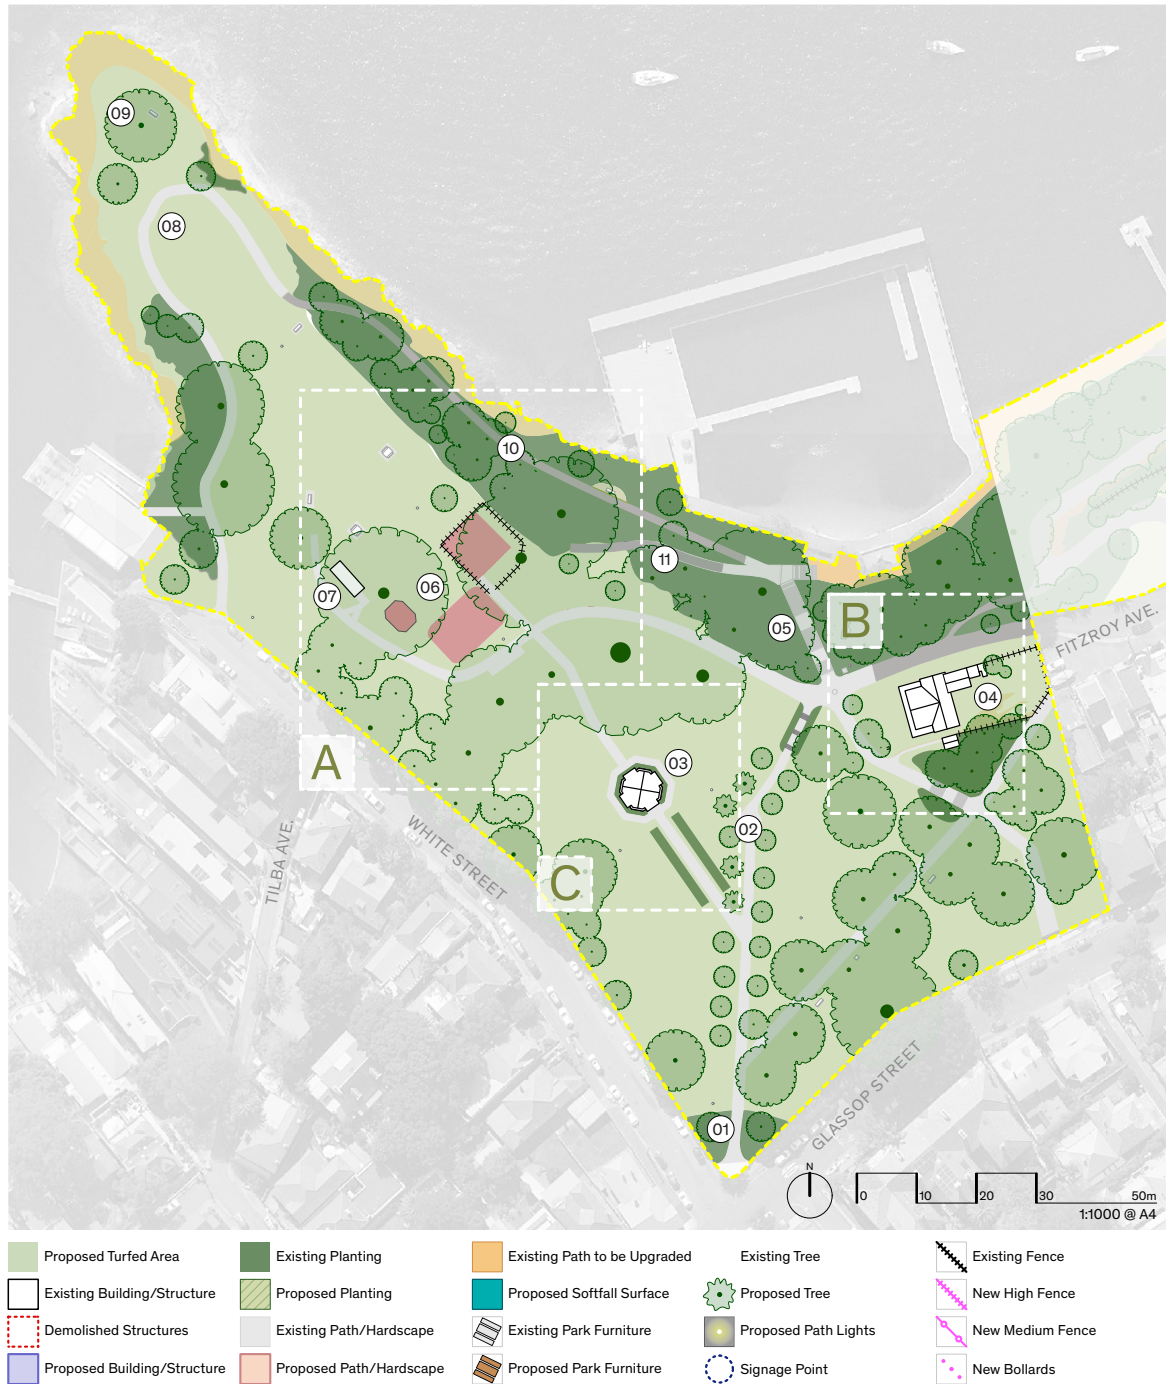 09
08
10
11
07
06
05
B
FITZROY AVE.
04
A
03
TILBA AVE.
WHITE STREET
02
C
01
GLASSOP STREET
N
0 10 20 30 50m
1:1000 @ A4
Proposed Turfed Area
Existing Building/Structure
Demolished Structures
Proposed Building/Structure
Existing Planting
Proposed Planting
Existing Path/Hardscape
Proposed Path/Hardscape
Existing Path to be Upgraded
Proposed Softfall Surface
Existing Park Furniture
Proposed Park Furniture
Existing Tree
Proposed Tree
Proposed Path Lights
Signage Point
Existing Fence
New High Fence
New Medium Fence
New Bollards